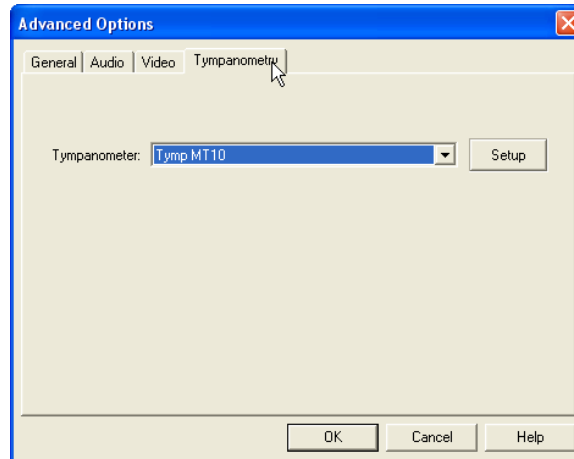 Advanced Options
General Audio Video Tympanometry
Tympanometer: Tymp MT10 Setup
OK Cancel Help